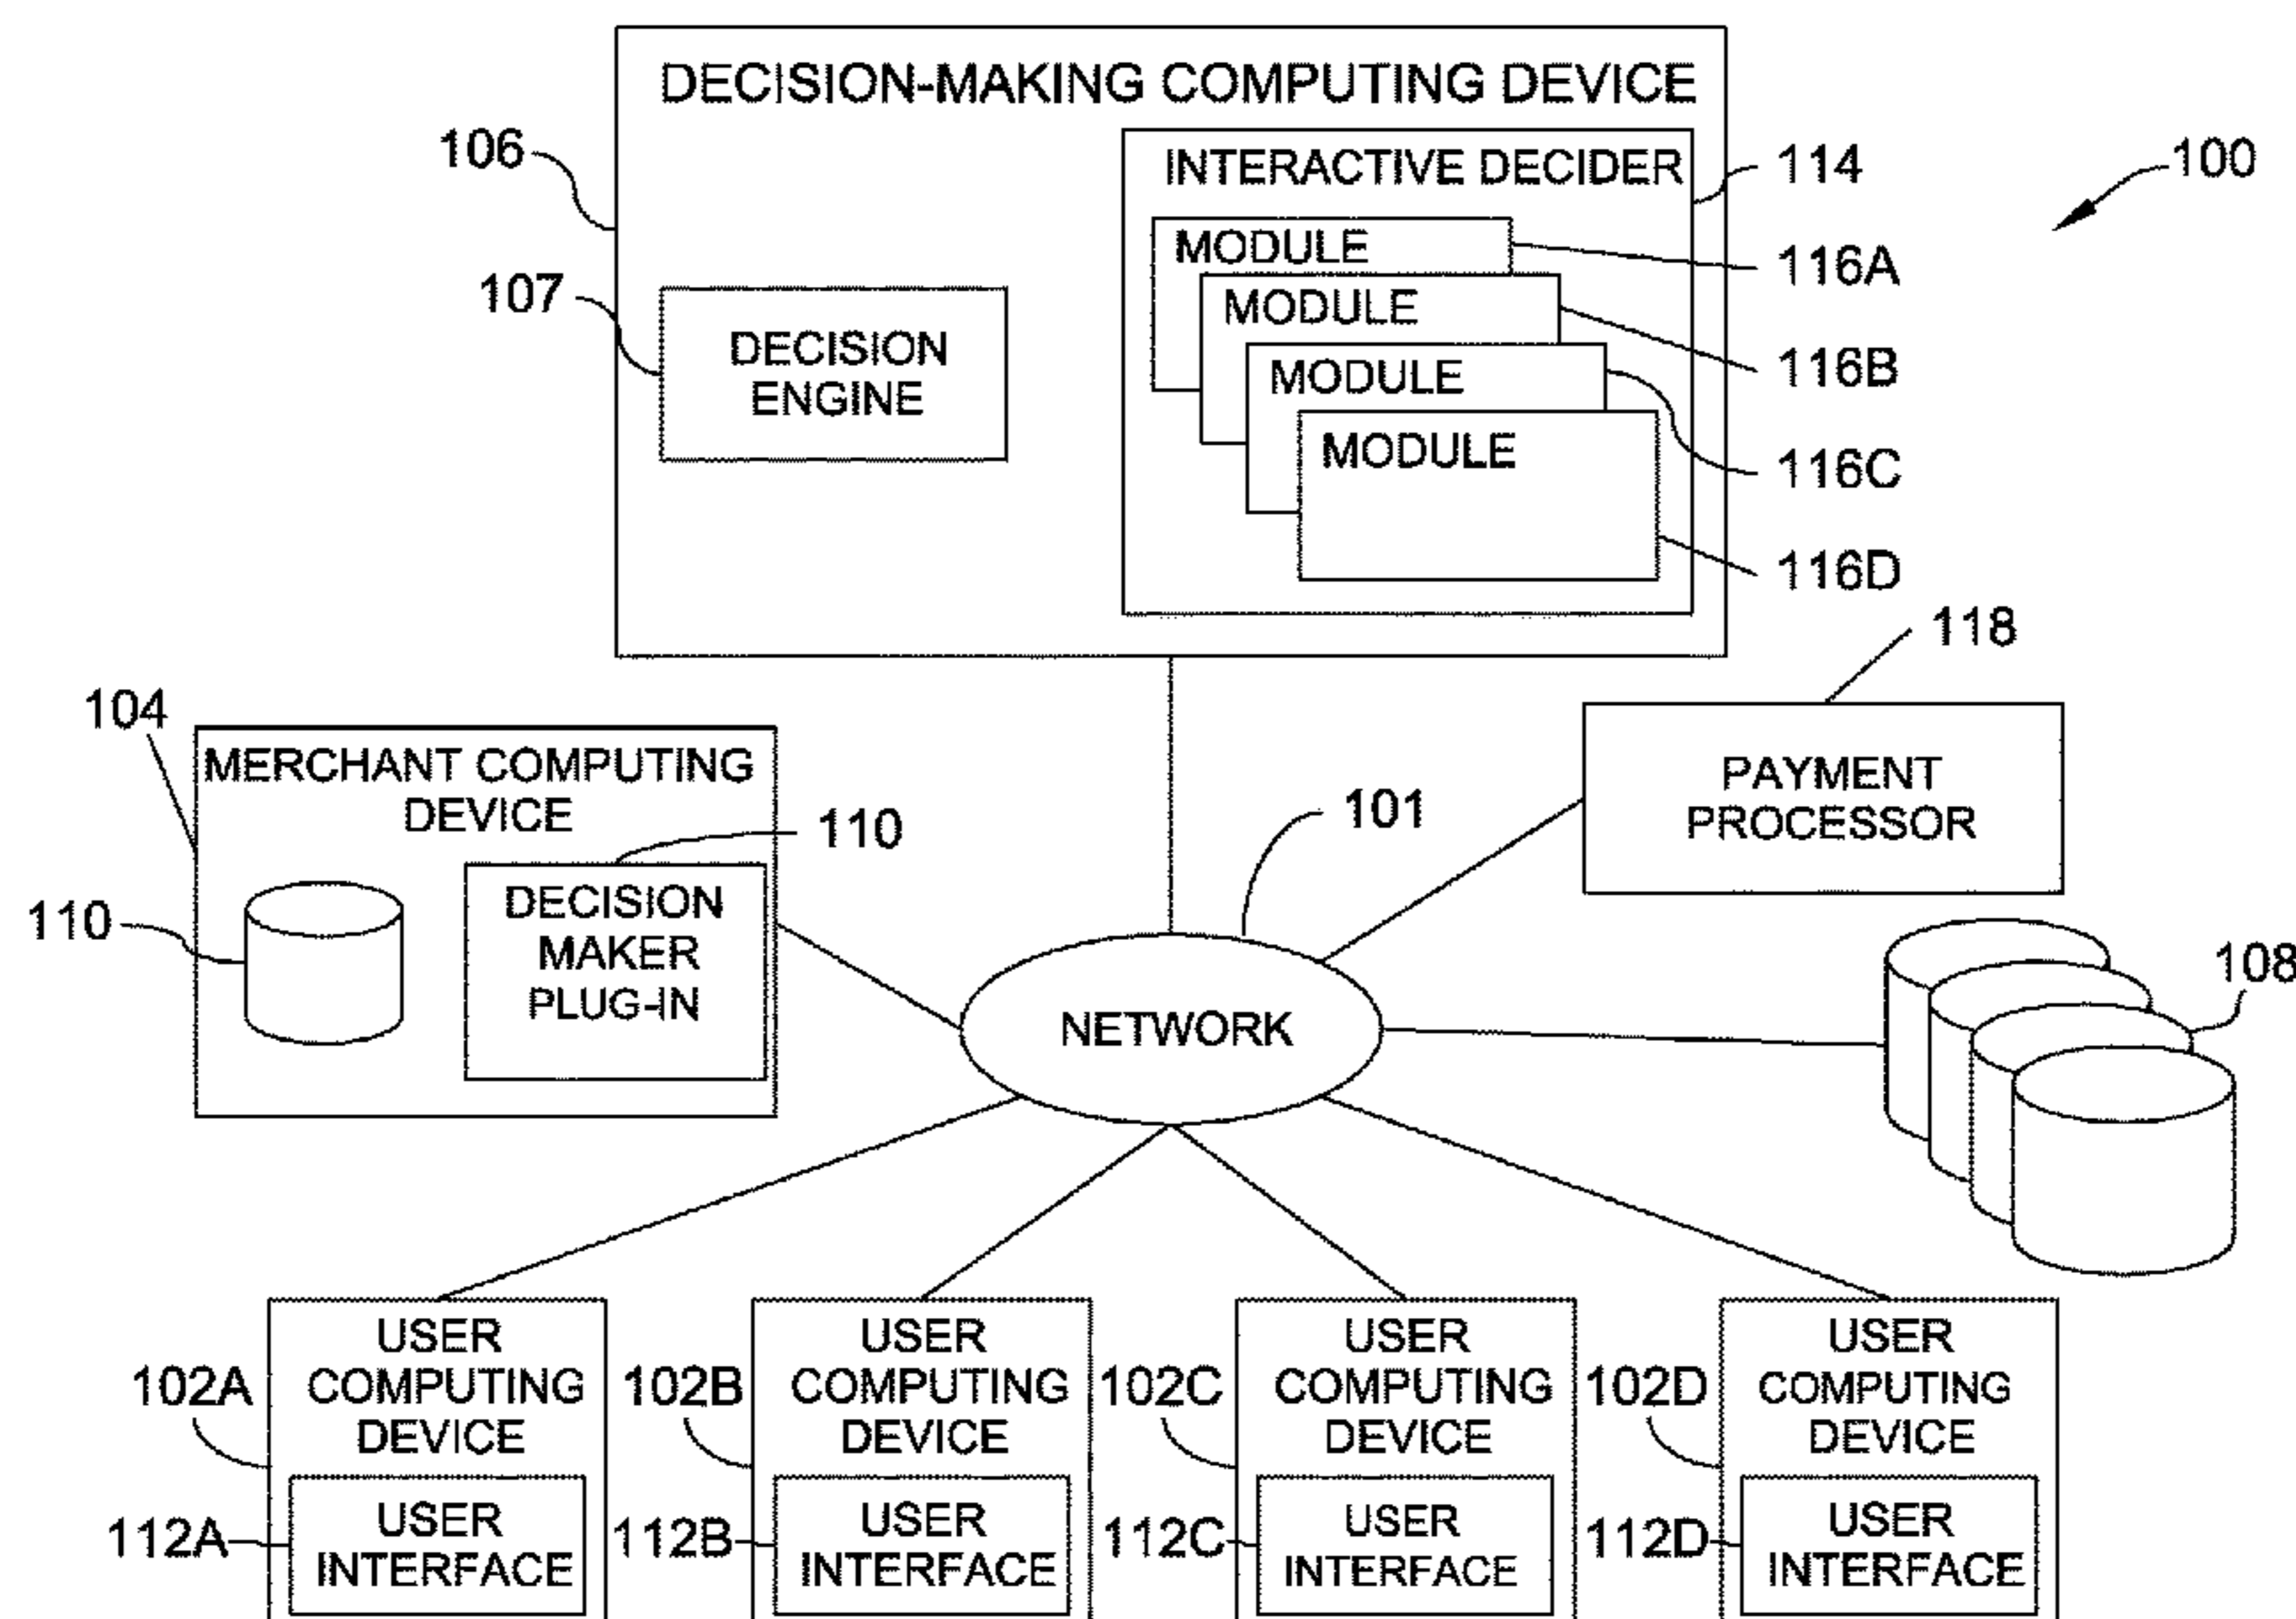 DECISION-MAKING COMPUTING DEVICE
106
INTERACTIVE DECIDER
114
100
MODULE
116A
107
MODULE
DECISION
ENGINE
116B
MODULE
116C
MODULE
116D
118
104
MERCHANT COMPUTING
DEVICE
PAYMENT
PROCESSOR
110
101
110
DECISION
MAKER
PLUG-IN
NETWORK
108
USER
COMPUTING
DEVICE
102A
USER
INTERFACE
112A
USER
COMPUTING
DEVICE
102B
USER
INTERFACE
112B
USER
COMPUTING
DEVICE
102C
USER
INTERFACE
112C
USER
COMPUTING
DEVICE
102D
USER
INTERFACE
112D